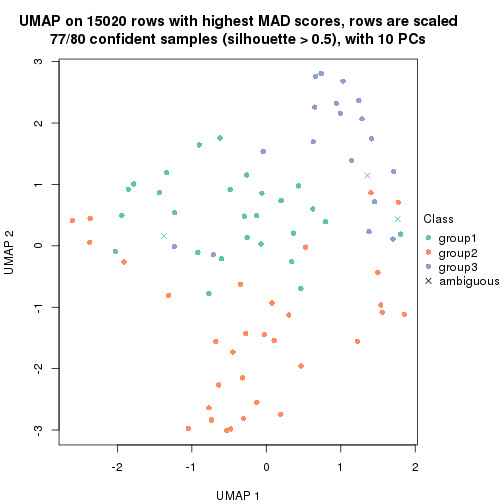 UMAP on 15020 rows with highest MAD scores, rows are scaled
77/80 confident samples (silhouette > 0.5), with 10 PCs
3
2
1
0
-1
-2
-3
UMAP 2
-2
-1
0
1
2
UMAP 1
Class
group1
group2
group3
ambiguous